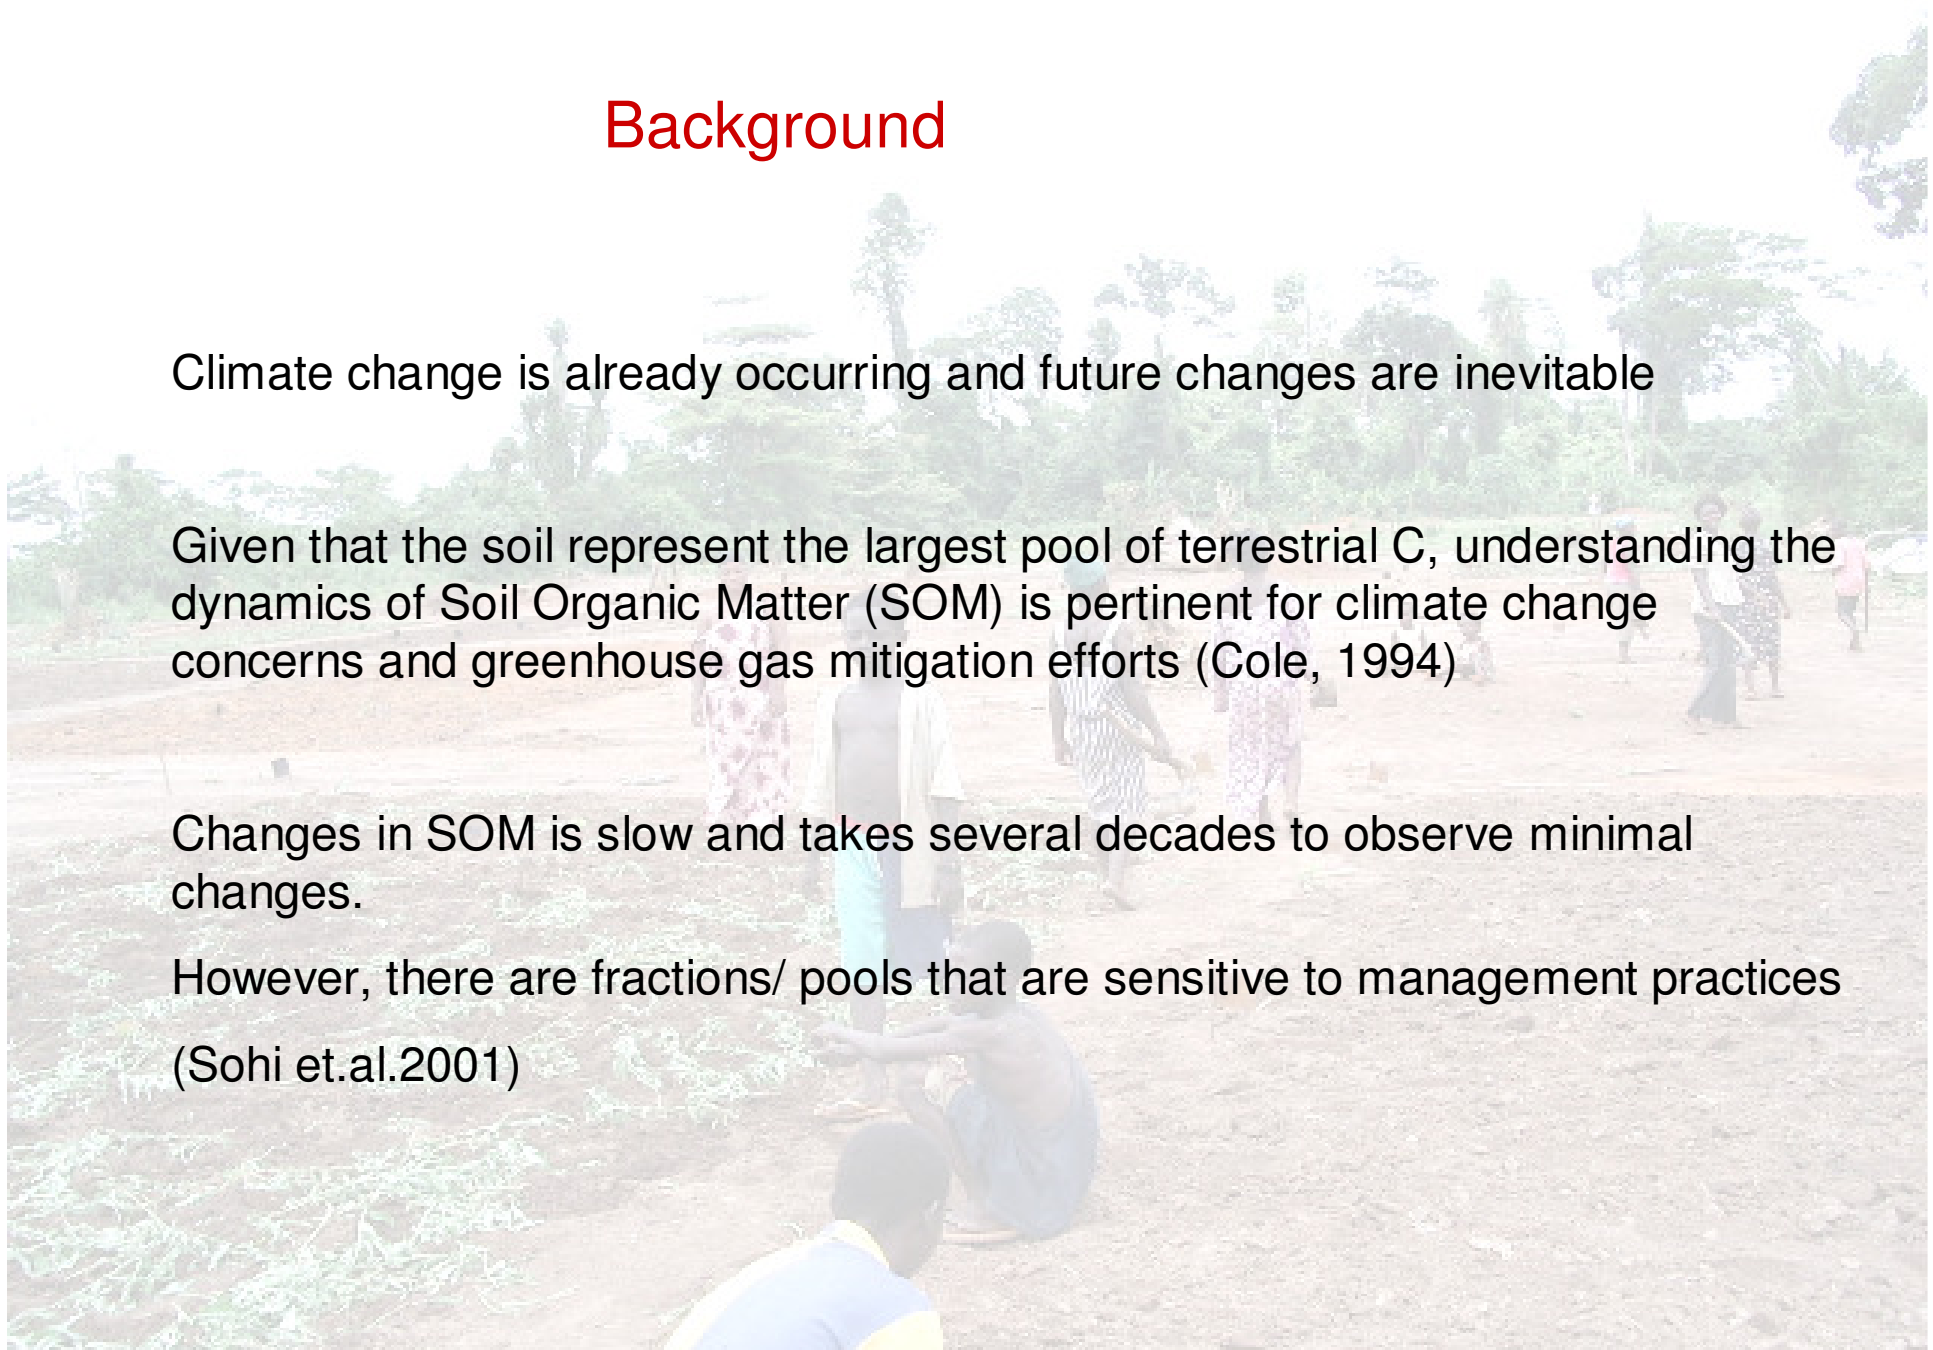 Background
Climate change is already occurring and future changes are inevitable
Given that the soil represent the largest pool of terrestrial C, understanding the
dynamics of Soil Organic Matter (SOM) is pertinent for climate change
concerns and greenhouse gas mitigation efforts (Cole, 1994)
Changes in SOM is slow and takes several decades to observe minimal
changes.
However, there are fractions/ pools that are sensitive to management practices
(Sohi et.al.2001)